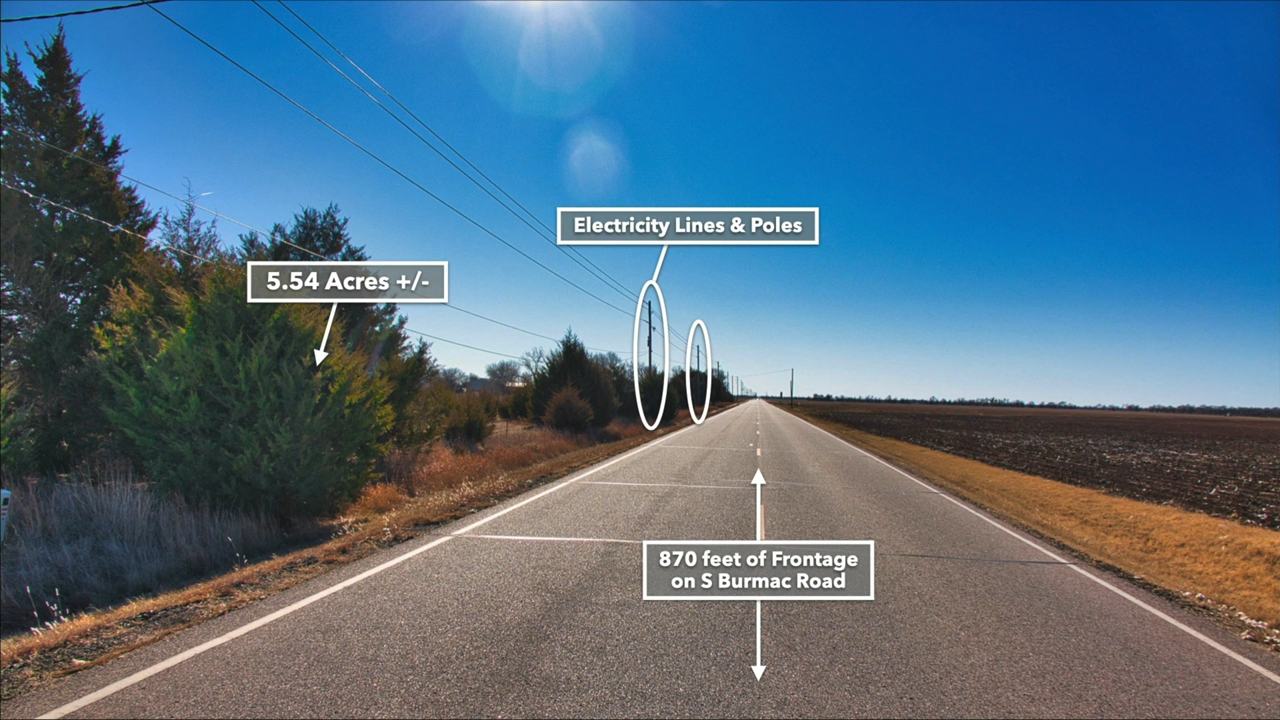 Electricity Lines & Poles
5.54 Acres +/-
870 feet of Frontage
on S Burmac Road